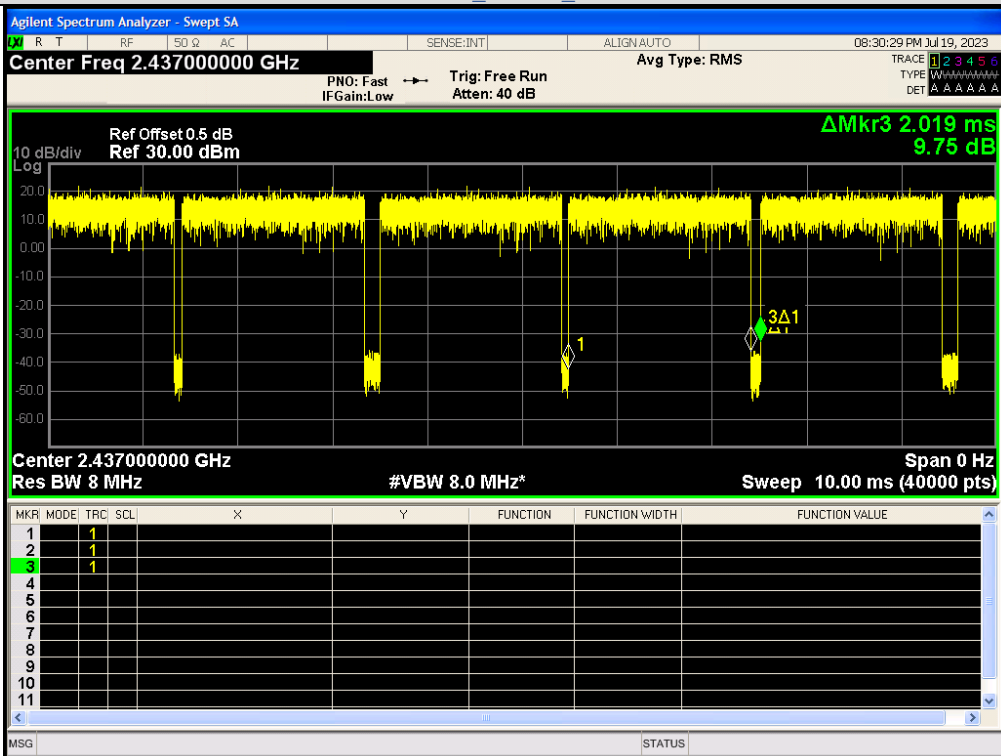 Agilent Spectrum Analyzer - Swept SA
LXI R T RF 50 Ω AC SENSE:INT ALIGN AUTO 08:30:29 PM Jul 19, 2023
Center Freq 2.437000000 GHz
PNO: Fast
IFGain:Low
Trig: Free Run
Atten: 40 dB
Avg Type: RMS
TRACE 1 2 3 4 5 6
TYPE W
DET A A A A A A
Ref Offset 0.5 dB
10 dB/div Ref 30.00 dBm
Log
ΔMkr3 2.019 ms
9.75 dB
20.0
10.0
0.00
-10.0
-20.0
-30.0
-40.0
-50.0
-60.0
1
3Δ1
Center 2.437000000 GHz Span 0 Hz
Res BW 8 MHz #VBW 8.0 MHz* Sweep 10.00 ms (40000 pts)
MKR MODE TRC SCL X Y FUNCTION FUNCTION WIDTH FUNCTION VALUE
1 1
2 1
3 1
4
5
6
7
8
9
10
11
MSG STATUS